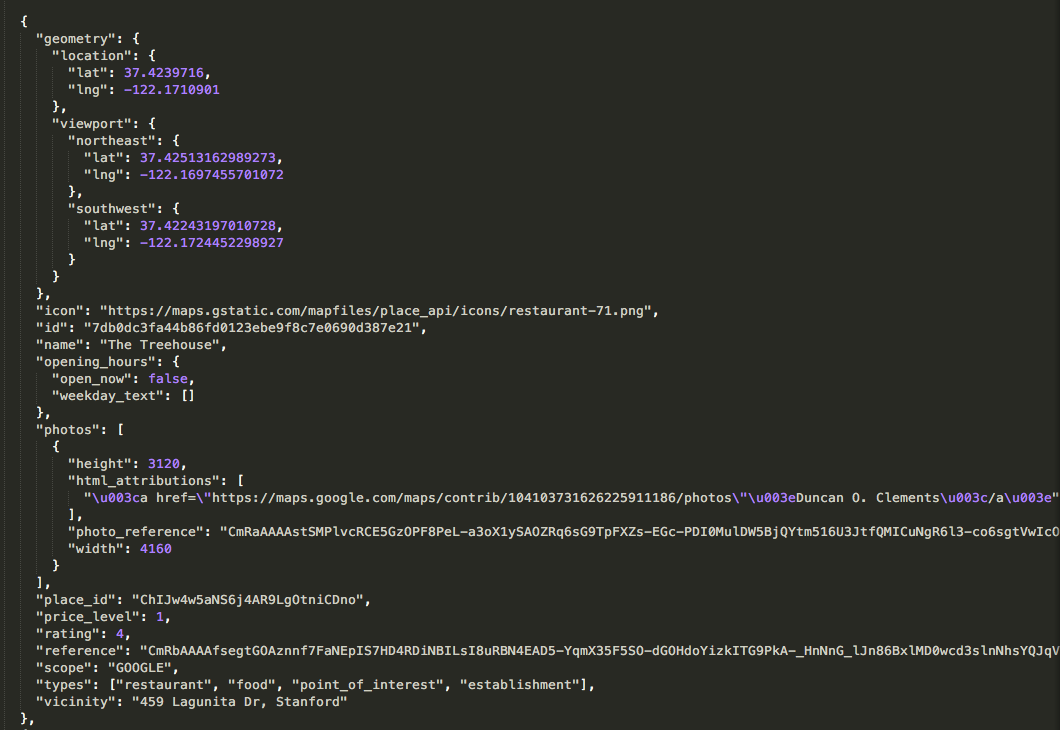 {
"geometry": {
"location": {
"lat": 37.4239716,
"lng": -122.1710901
},
"viewport": {
"northeast": {
"lat": 37.42513162989273,
"lng": -122.1697455701072
},
"southwest": {
"lat": 37.42243197010728,
"lng": -122.1724452298927
}
}
},
"icon": "https://maps.gstatic.com/mapfiles/place_api/icons/restaurant-71.png",
"id": "7db0dc3fa44b86fd0123ebe9f8c7e0690d387e21",
"name": "The Treehouse",
"opening_hours": {
"open_now": false,
"weekday_text": []
},
"photos": [
{
"height": 3120,
"html_attributions": [
"\u003ca href=\"https://maps.google.com/maps/contrib/104103731626225911186/photos\"\u003eDuncan O. Clements\u003c/a\u003e"
],
"photo_reference": "CmRaAAAAstSMPlvcRCE5GzOPF8PeL-a3oX1ySAOZRq6sG9TpFXZs-EGc-PDI0MulDW5BjQYtm516U3JtfQMICuNgR6l3-co6sgtVwIcO
"width": 4160
}
],
"place_id": "ChIJw4w5aNS6j4AR9LgOtniCDno",
"price_level": 1,
"rating": 4,
"reference": "CmRbAAAAfsegtGOAznnf7FaNEpIS7HD4RDiNBILsI8uRBN4EAD5-YqmX35F5SO-dGOHdoYizkITG9PkA-_HnNnG_lJn86BxlMD0wcd3slnNhsYQJqV
"scope": "GOOGLE",
"types": ["restaurant", "food", "point_of_interest", "establishment"],
"vicinity": "459 Lagunita Dr, Stanford"
},